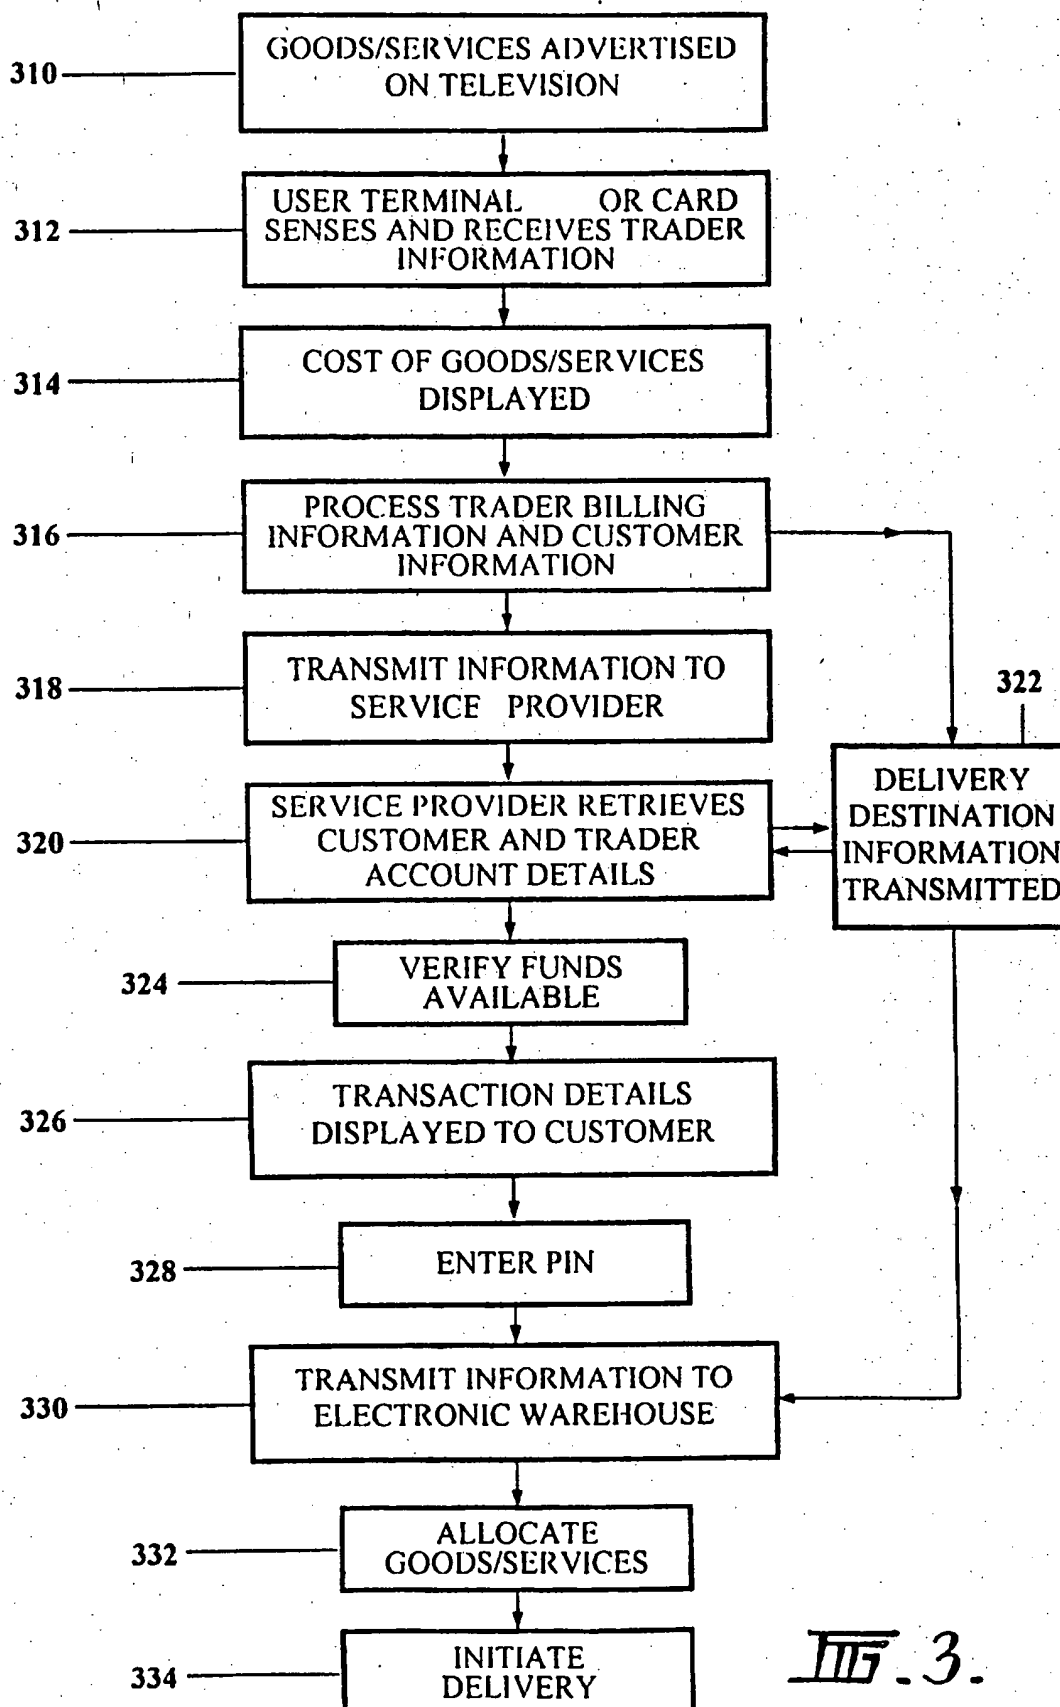 310
GOODS/SERVICES ADVERTISED
ON TELEVISION
312
USER TERMINAL OR CARD
SENSES AND RECEIVES TRADER
INFORMATION
314
COST OF GOODS/SERVICES
DISPLAYED
316
PROCESS TRADER BILLING
INFORMATION AND CUSTOMER
INFORMATION
318
TRANSMIT INFORMATION TO
SERVICE PROVIDER
322
DELIVERY
DESTINATION
INFORMATION
TRANSMITTED
320
SERVICE PROVIDER RETRIEVES
CUSTOMER AND TRADER
ACCOUNT DETAILS
324
VERIFY FUNDS
AVAILABLE
326
TRANSACTION DETAILS
DISPLAYED TO CUSTOMER
328
ENTER PIN
330
TRANSMIT INFORMATION TO
ELECTRONIC WAREHOUSE
332
ALLOCATE
GOODS/SERVICES
334
INITIATE
DELIVERY
FIG. 3.